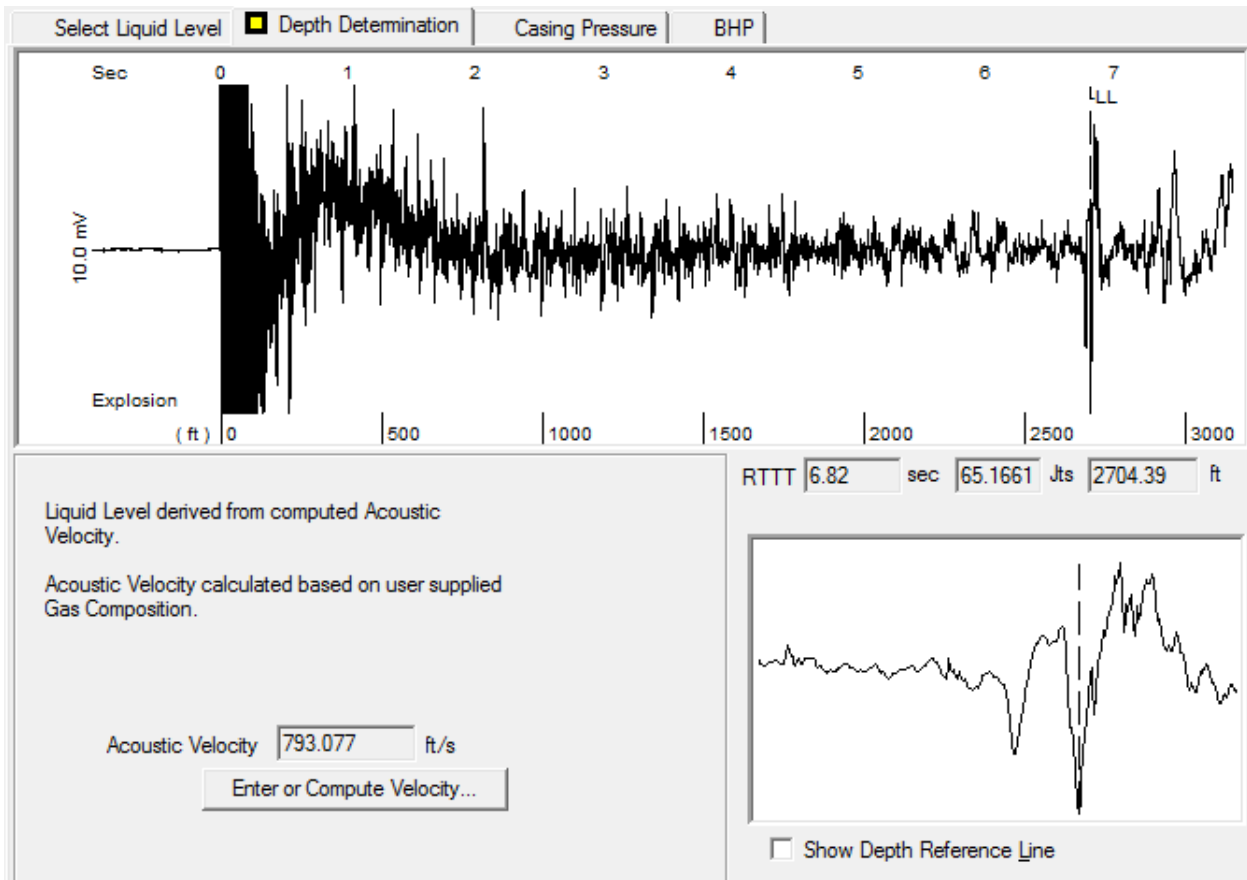 Select Liquid Level Depth Determination Casing Pressure BHP
Sec 0 1 2 3 4 5 6 7
LL
10.0 mV
Explosion
( ft ) 0 500 1000 1500 2000 2500 3000
RTTT 6.82 sec 65.1661 Jts 2704.39 ft
Liquid Level derived from computed Acoustic
Velocity.
Acoustic Velocity calculated based on user supplied
Gas Composition.
Acoustic Velocity 793.077 ft/s
Enter or Compute Velocity...
Show Depth Reference Line